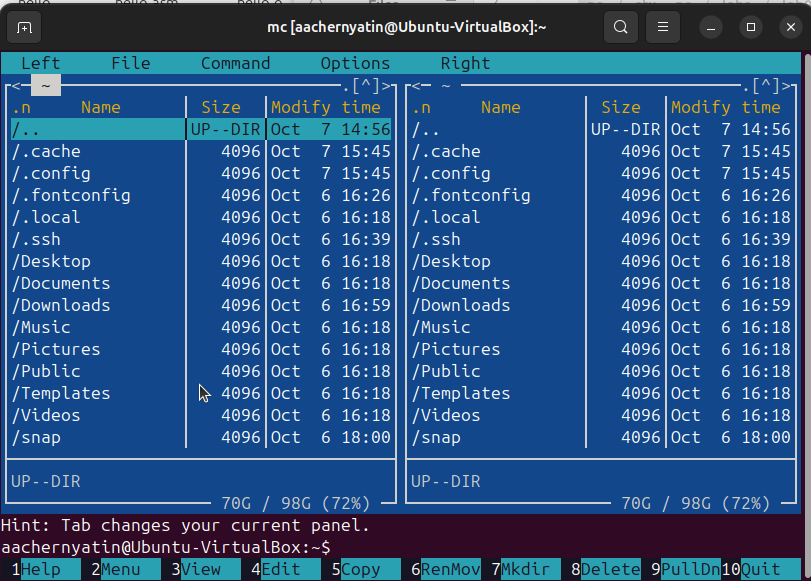 mc [aachernyatin@Ubuntu-VirtualBox]:~
Left File Command Options Right
<- ~ .[^]> <- ~ .[^]>
.n Name Size Modify time .n Name Size Modify time
/.. UP--DIR Oct 7 14:56 /.. UP--DIR Oct 7 14:56
/.cache 4096 Oct 7 15:45 /.cache 4096 Oct 7 15:45
/.config 4096 Oct 7 15:45 /.config 4096 Oct 7 15:45
/.fontconfig 4096 Oct 6 16:26 /.fontconfig 4096 Oct 6 16:26
/.local 4096 Oct 6 16:18 /.local 4096 Oct 6 16:18
/.ssh 4096 Oct 6 16:39 /.ssh 4096 Oct 6 16:39
/Desktop 4096 Oct 6 16:18 /Desktop 4096 Oct 6 16:18
/Documents 4096 Oct 6 16:18 /Documents 4096 Oct 6 16:18
/Downloads 4096 Oct 6 16:59 /Downloads 4096 Oct 6 16:59
/Music 4096 Oct 6 16:18 /Music 4096 Oct 6 16:18
/Pictures 4096 Oct 6 16:18 /Pictures 4096 Oct 6 16:18
/Public 4096 Oct 6 16:18 /Public 4096 Oct 6 16:18
/Templates 4096 Oct 6 16:18 /Templates 4096 Oct 6 16:18
/Videos 4096 Oct 6 16:18 /Videos 4096 Oct 6 16:18
/snap 4096 Oct 6 18:00 /snap 4096 Oct 6 18:00
UP--DIR UP--DIR
70G / 98G (72%) 70G / 98G (72%)
Hint: Tab changes your current panel.
aachernyatin@Ubuntu-VirtualBox:~$
1Help 2Menu 3View 4Edit 5Copy 6RenMov 7Mkdir 8Delete 9PullDn 10Quit